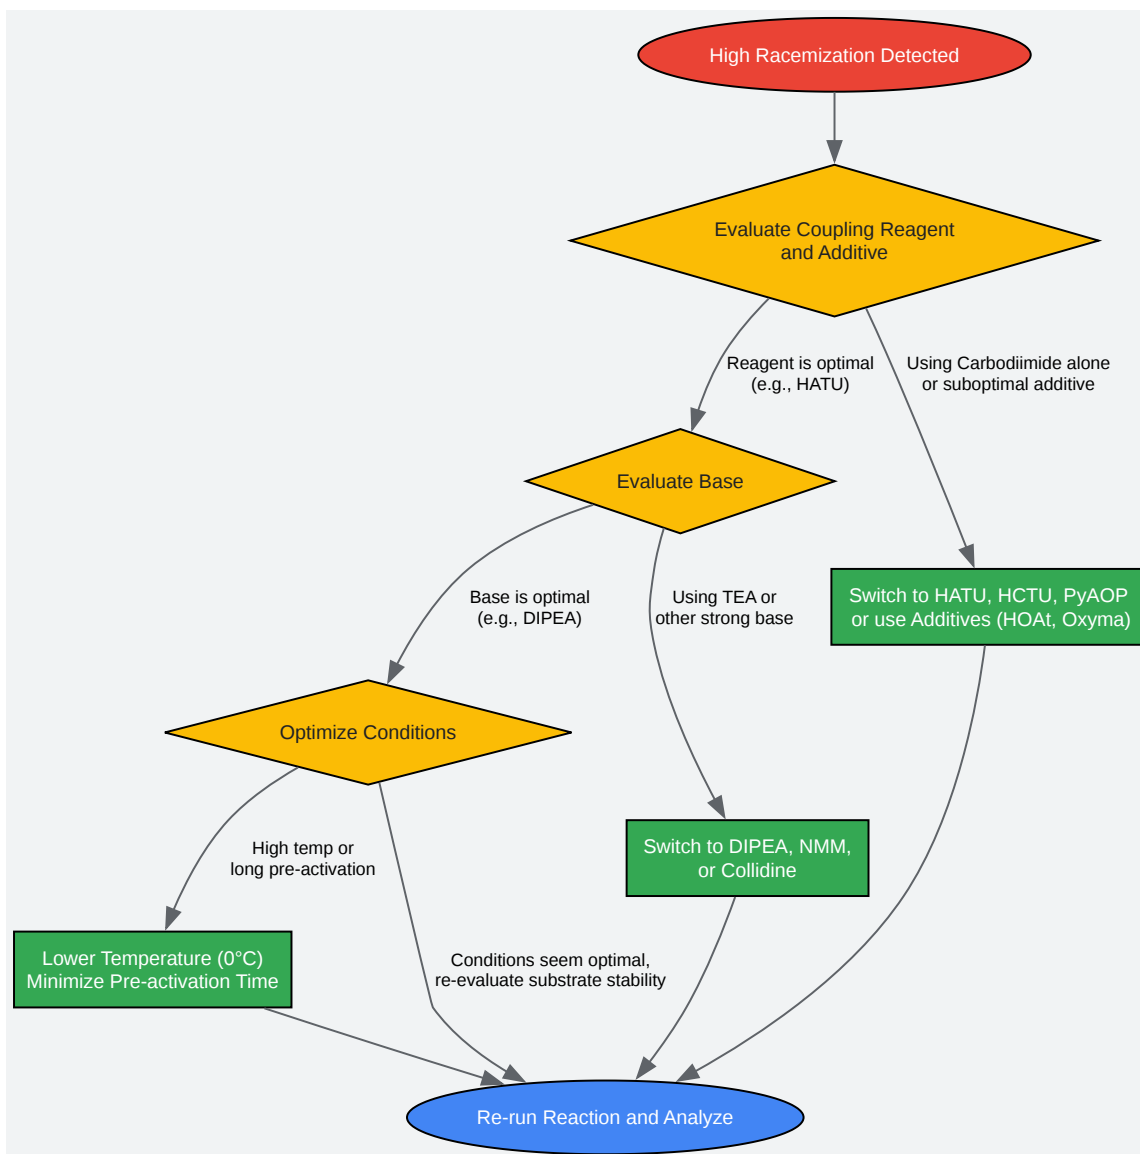 High Racemization Detected
Evaluate Coupling Reagent
and Additive
Reagent is optimal
(e.g., HATU)
Using Carbodiimide alone
or suboptimal additive
Evaluate Base
Base is optimal
(e.g., DIPEA)
Using TEA or
other strong base
Switch to HATU, HCTU, PyAOP
or use Additives (HOAt, Oxyma)
Optimize Conditions
High temp or
long pre-activation
Switch to DIPEA, NMM,
or Collidine
Lower Temperature (0°C)
Minimize Pre-activation Time
Conditions seem optimal,
re-evaluate substrate stability
Re-run Reaction and Analyze